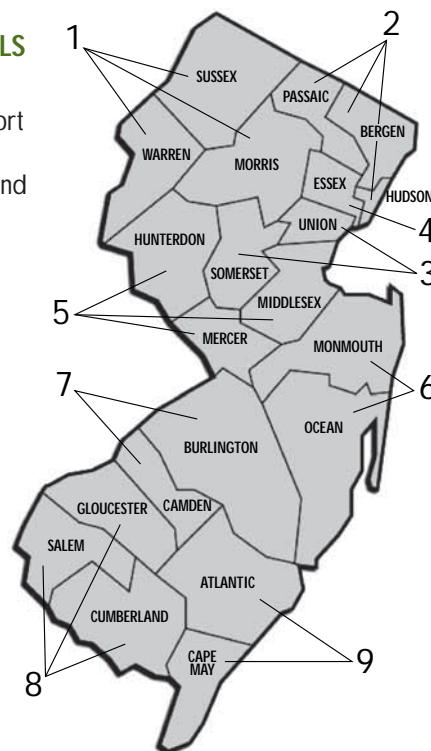 LS
ort
nd
1
2
SUSSEX
PASSAIC
BERGEN
WARREN
MORRIS
ESSEX
HUDSON
4
UNION
HUNTERDON
SOMERSET
3
5
MIDDLESEX
MERCER
MONMOUTH
6
7
OCEAN
BURLINGTON
GLOUCESTER
CAMDEN
SALEM
ATLANTIC
CUMBERLAND
CAPE
MAY
9
8